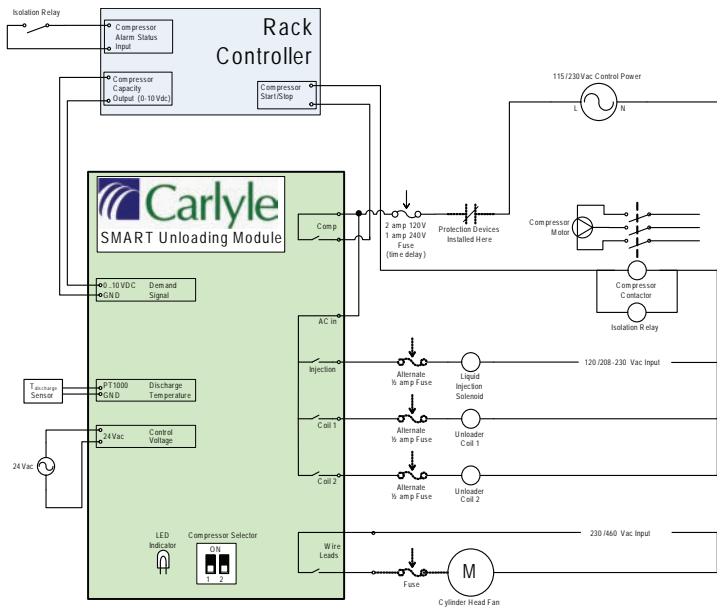 Isolation Relay
Compressor
Alarm Status
Input
Rack
Controller
Compressor
Capacity
Output (0-10Vdc)
Compressor
Start/Stop
115/230Vac Control Power
L
N
Carlyle
SMART Unloading Module
Comp
2 amp 120V
1 amp 240V
Fuse
(time delay)
Protection Devices
Installed Here
Compressor
Motor
Compressor
Contactor
Isolation Relay
0..10VDC Demand
GND Signal
AC in
Injection
Alternate
½ amp Fuse
Liquid
Injection
Solenoid
120/208-230 Vac Input
Tdischarge
Sensor
PT1000 Discharge
GND Temperature
Coil 1
Alternate
½ amp Fuse
Unloader
Coil 1
24Vac Control
Voltage
24Vac
Coil 2
Alternate
½ amp Fuse
Unloader
Coil 2
LED
Indicator
Compressor Selector
ON
1 2
Wire
Leads
230/460 Vac Input
Fuse
M
Cylinder Head Fan